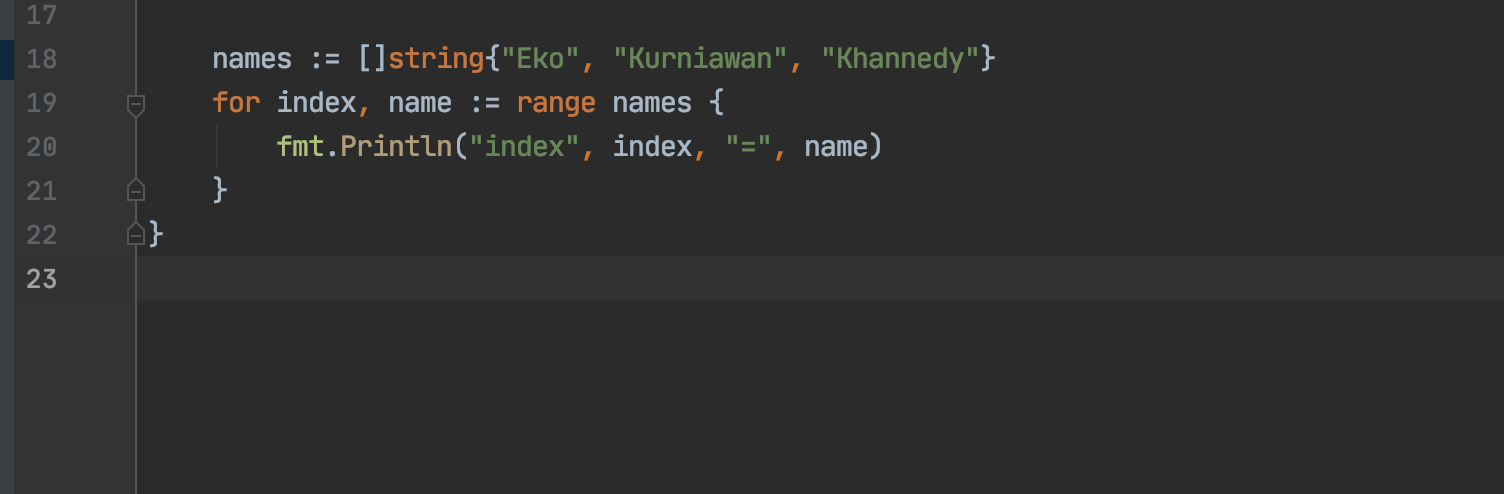 17
18 names := []string{"Eko", "Kurniawan", "Khannedy"}
19 for index, name := range names {
20 fmt.Println("index", index, "=", name)
21 }
22 }
23